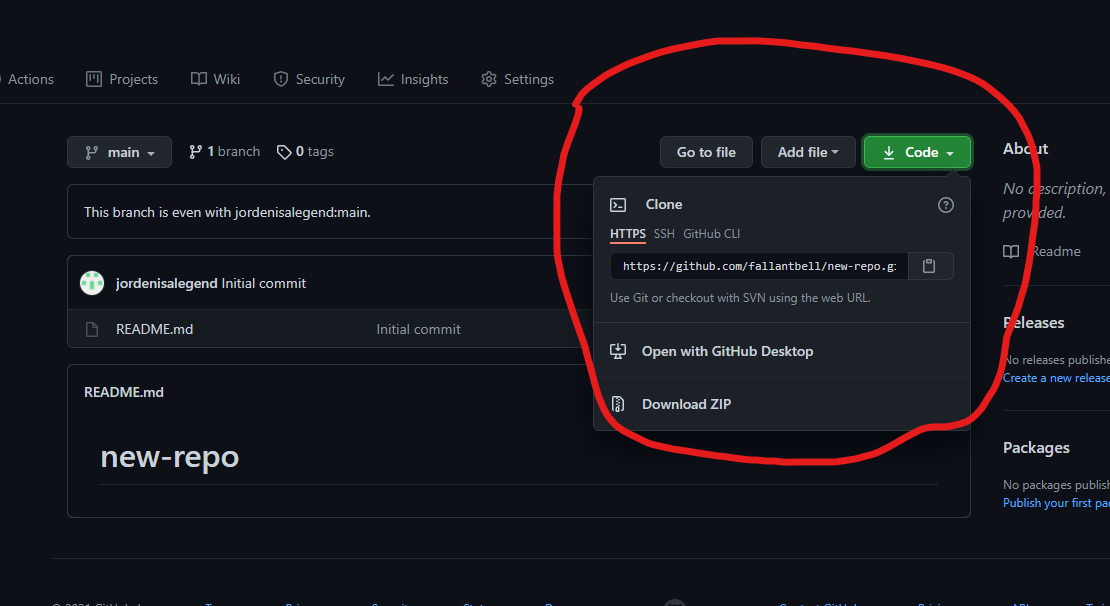 Actions Projects Wiki Security Insights Settings
main 1 branch 0 tags Go to file Add file Code
This branch is even with jordenisalegend:main.
Clone
HTTPS SSH GitHub CLI
https://github.com/fallantbell/new-repo.g
Use Git or checkout with SVN using the web URL.
Open with GitHub Desktop
Download ZIP
jordenisalegend Initial commit
README.md Initial commit
README.md
new-repo
About
No description,
provided.
Readme
Releases
No releases publishe
Create a new release
Packages
No packages publish
Publish your first pa